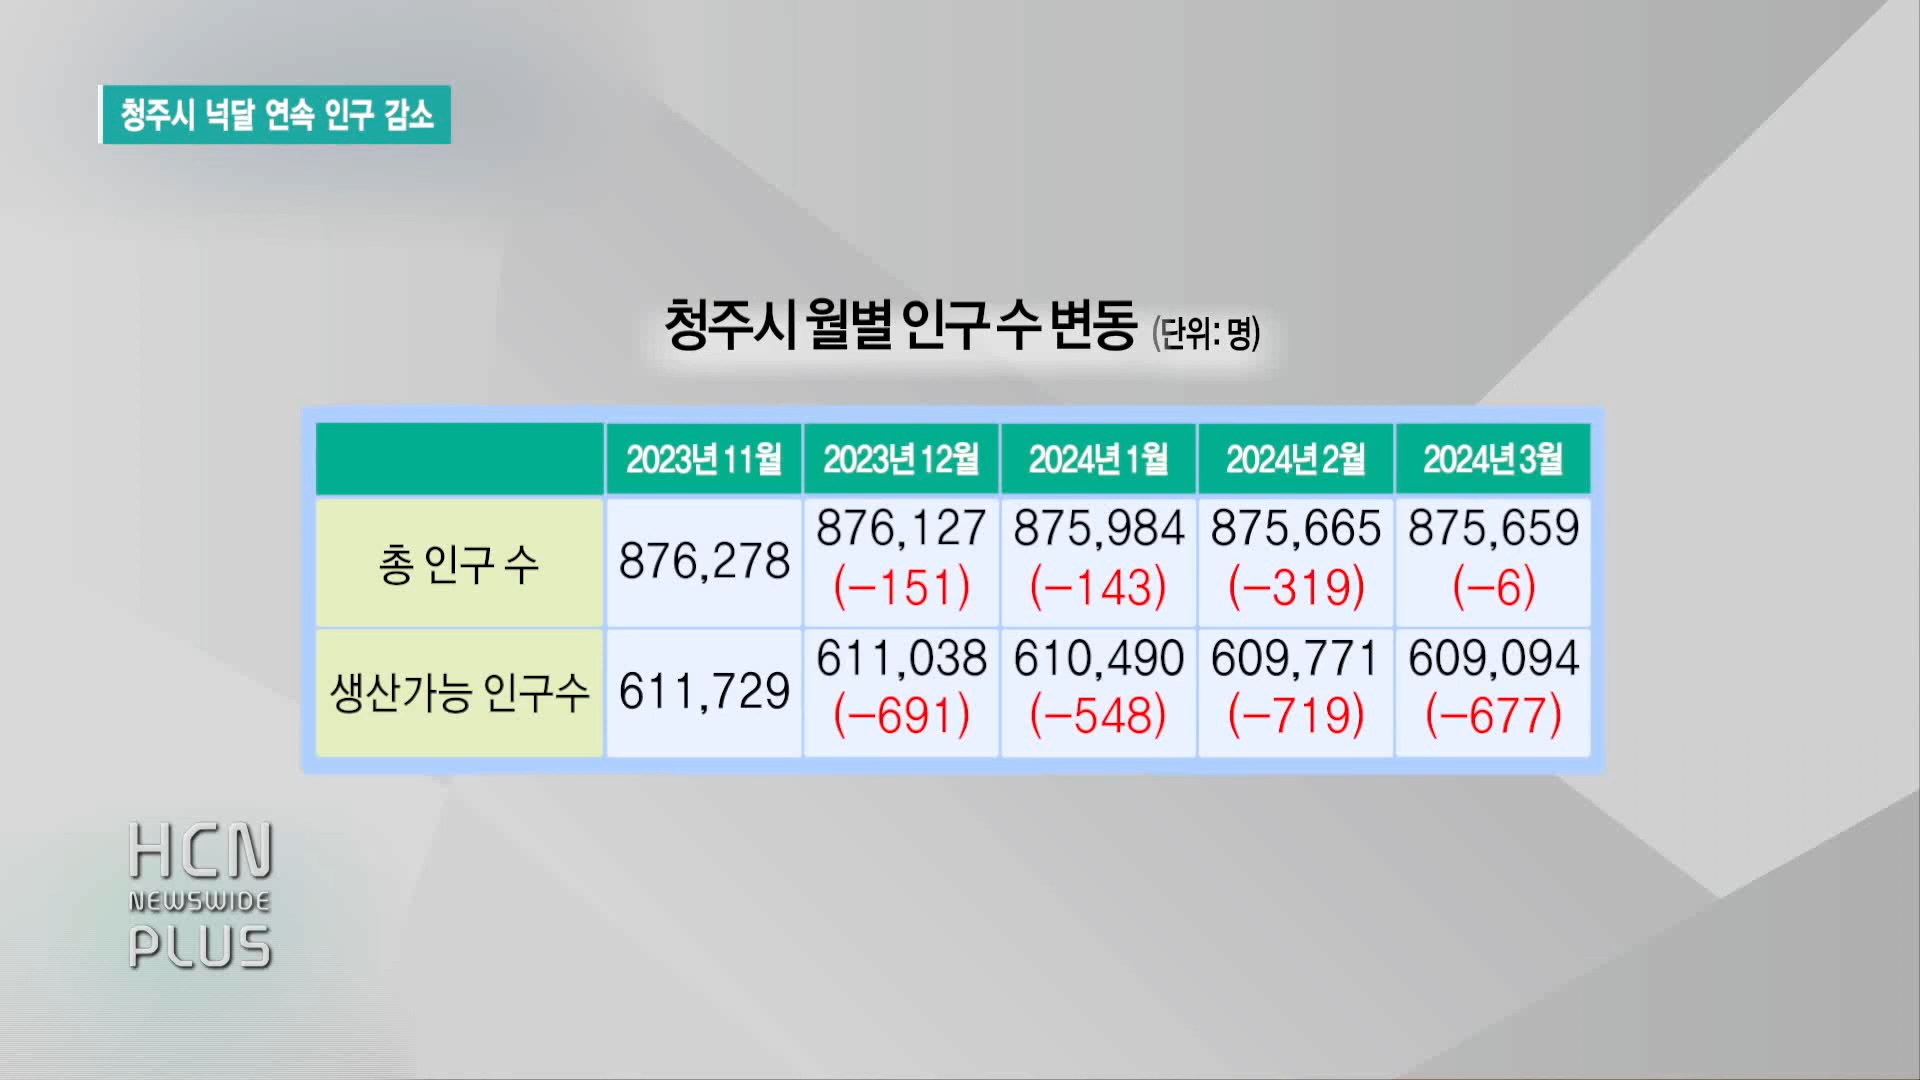 청주시 넉달 연속 인구 감소
청주시 월별 인구 수 변동 (단위: 명)
2023년 11월 2023년 12월 2024년 1월 2024년 2월 2024년 3월
총 인구 수 876,278 876,127 875,984 875,665 875,659
(-151) (-143) (-319) (-6)
생산가능 인구수 611,729 611,038 610,490 609,771 609,094
(-691) (-548) (-719) (-677)
HCN
NEWSWIDE
PLUS